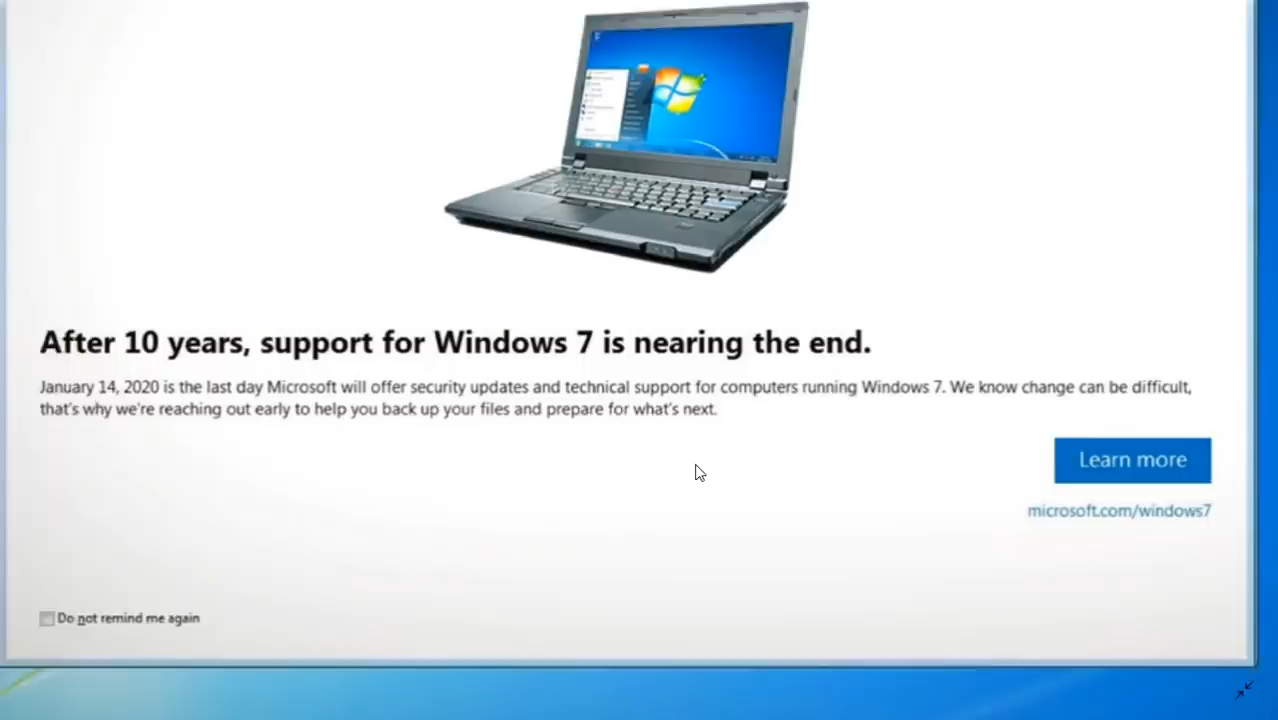 After 10 years, support for Windows 7 is nearing the end.
January 14, 2020 is the last day Microsoft will offer security updates and technical support for computers running Windows 7. We know change can be difficult,
that's why we're reaching out early to help you back up your files and prepare for what's next.
Learn more
microsoft.com/windows7
Do not remind me again